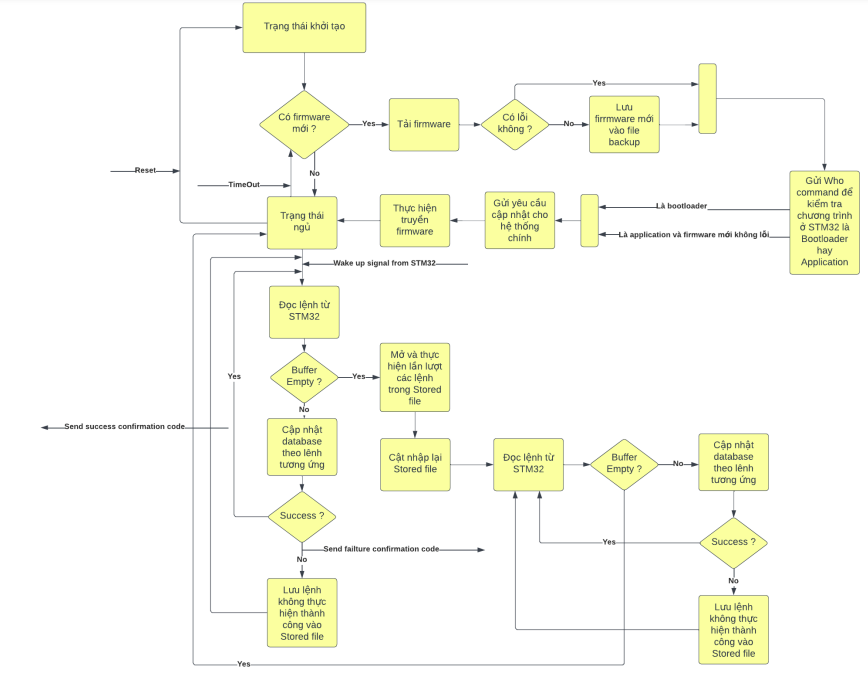 Trạng thái khởi tạo
Có firmware
mới ?
Yes
Tải firmware
Có lỗi
không ?
Yes
No
Lưu
firrmware mới
vào file
backup
Reset
TimeOut
No
Trạng thái
ngủ
Thực hiện
truyền
firmware
Gửi yêu cầu
cập nhật cho
hệ thống
chính
Là bootloader
Là application và firmware mới không lỗi
Gửi Who
command để
kiểm tra
chương trình
ở STM32 là
Bootloader
hay
Application
Wake up signal from STM32
Đọc lệnh từ
STM32
Buffer
Empty ?
Yes
Yes
No
Mở và thực
hiện lần lượt
các lệnh
trong Stored
file
Send success confirmation code
Cập nhật
database
theo lênh
tương ứng
Cật nhập lại
Stored file
Đọc lệnh từ
STM32
Buffer
Empty ?
No
Cập nhật
database
theo lênh
tương ứng
Success ?
Send failture confirmation code
No
Yes
Success ?
No
Lưu lệnh
không thực
hiện thành
công vào
Stored file
Lưu lệnh
không thực
hiện thành
công vào
Stored file
Yes